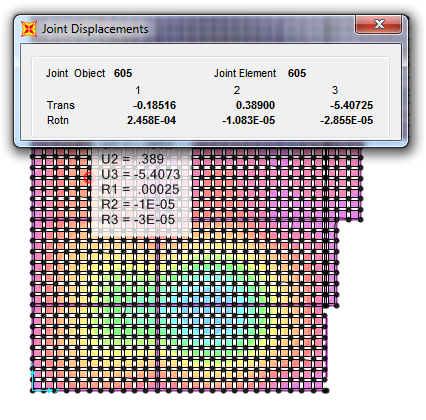 Joint Displacements
Joint Object 605 Joint Element 605
1 2 3
Trans -0.18516 0.38900 -5.40725
Rotn 2.458E-04 -1.083E-05 -2.855E-05
U2 = .389
U3 = -5.4073
R1 = .00025
R2 = -1E-05
R3 = -3E-05